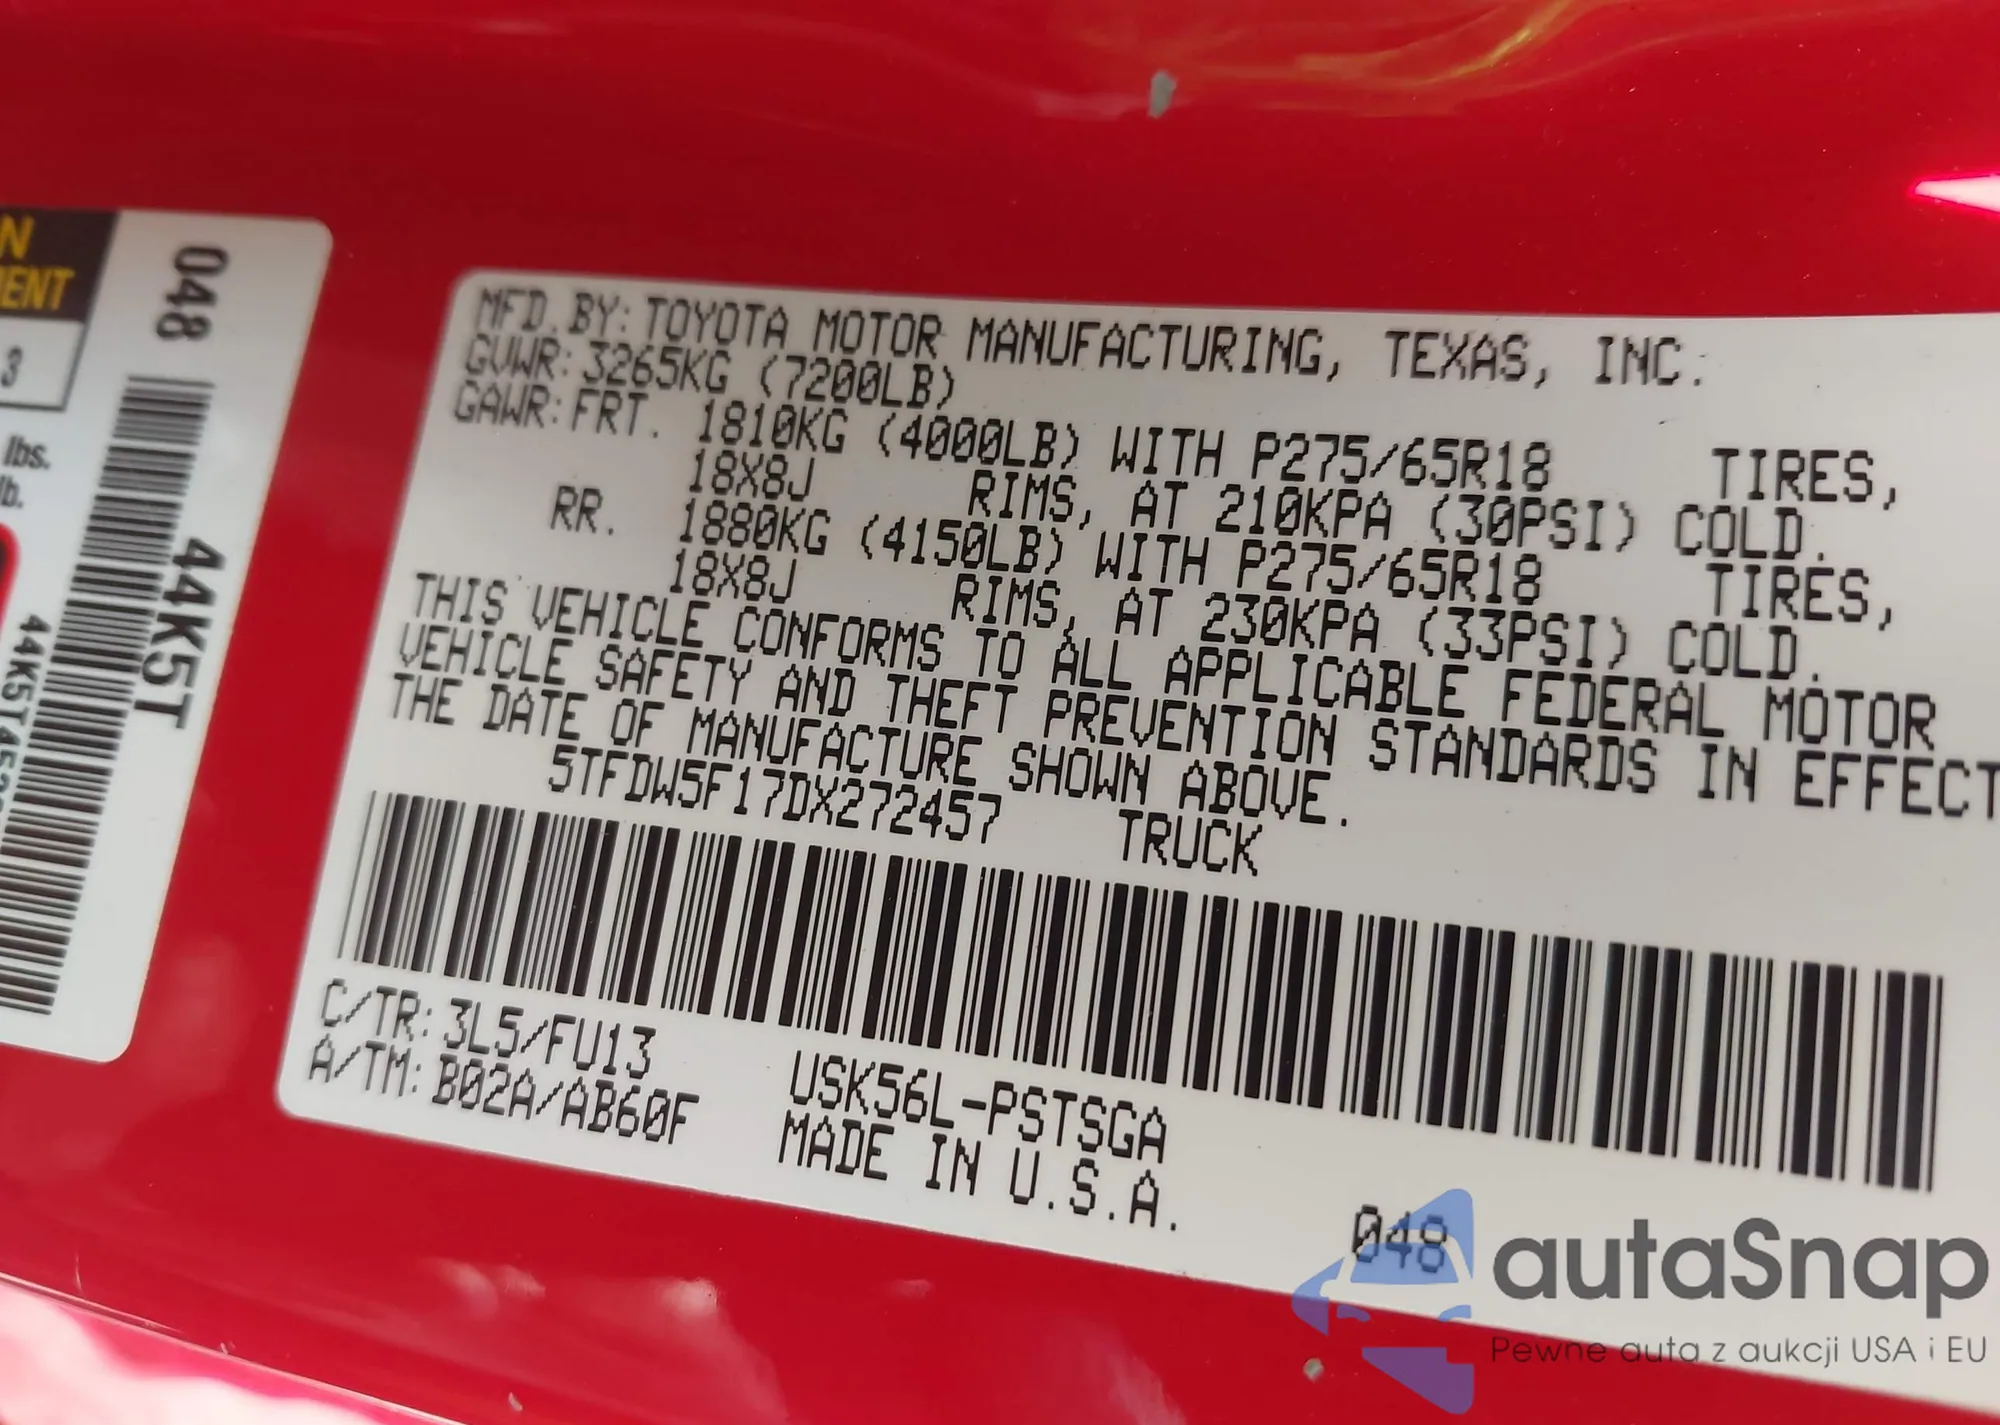 N
MENT
3
lbs.
lb.
048
44K5T
MFD. BY: TOYOTA MOTOR MANUFACTURING, TEXAS, INC.
GVWR: 3265KG (7200LB)
GAWR: FRT. 1810KG (4000LB) WITH P275/65R18 TIRES,
18X8J RIMS, AT 210KPA (30PSI) COLD.
RR. 1880KG (4150LB) WITH P275/65R18 TIRES,
18X8J RIMS, AT 230KPA (33PSI) COLD.
THIS VEHICLE CONFORMS TO ALL APPLICABLE FEDERAL MOTOR
VEHICLE SAFETY AND THEFT PREVENTION STANDARDS IN EFFECT
THE DATE OF MANUFACTURE SHOWN ABOVE.
5TFDW5F17DX272457 TRUCK
C/TR: 3L5/FU13
A/TM: B02A/AB60F
USK56L-PSTSGA
MADE IN U.S.A.
048
autaSnap
Pewne auta z aukcji USA i EU